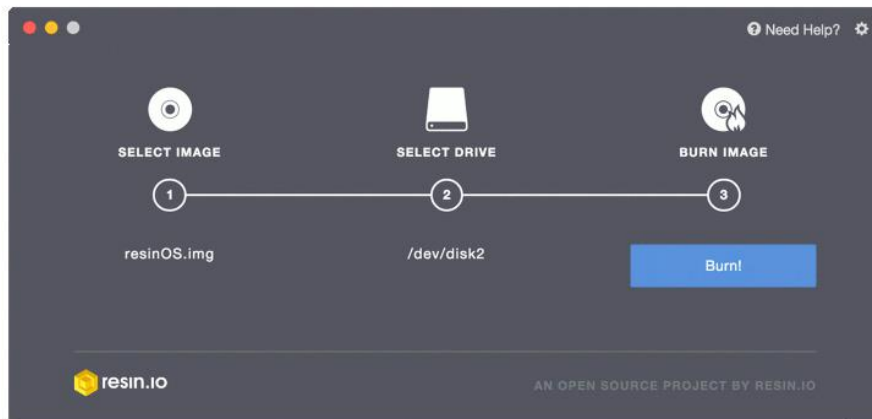 Need Help?
SELECT IMAGE
SELECT DRIVE
BURN IMAGE
1
2
3
resinOS.img
/dev/disk2
Burn!
resin.io
AN OPEN SOURCE PROJECT BY RESIN.IO